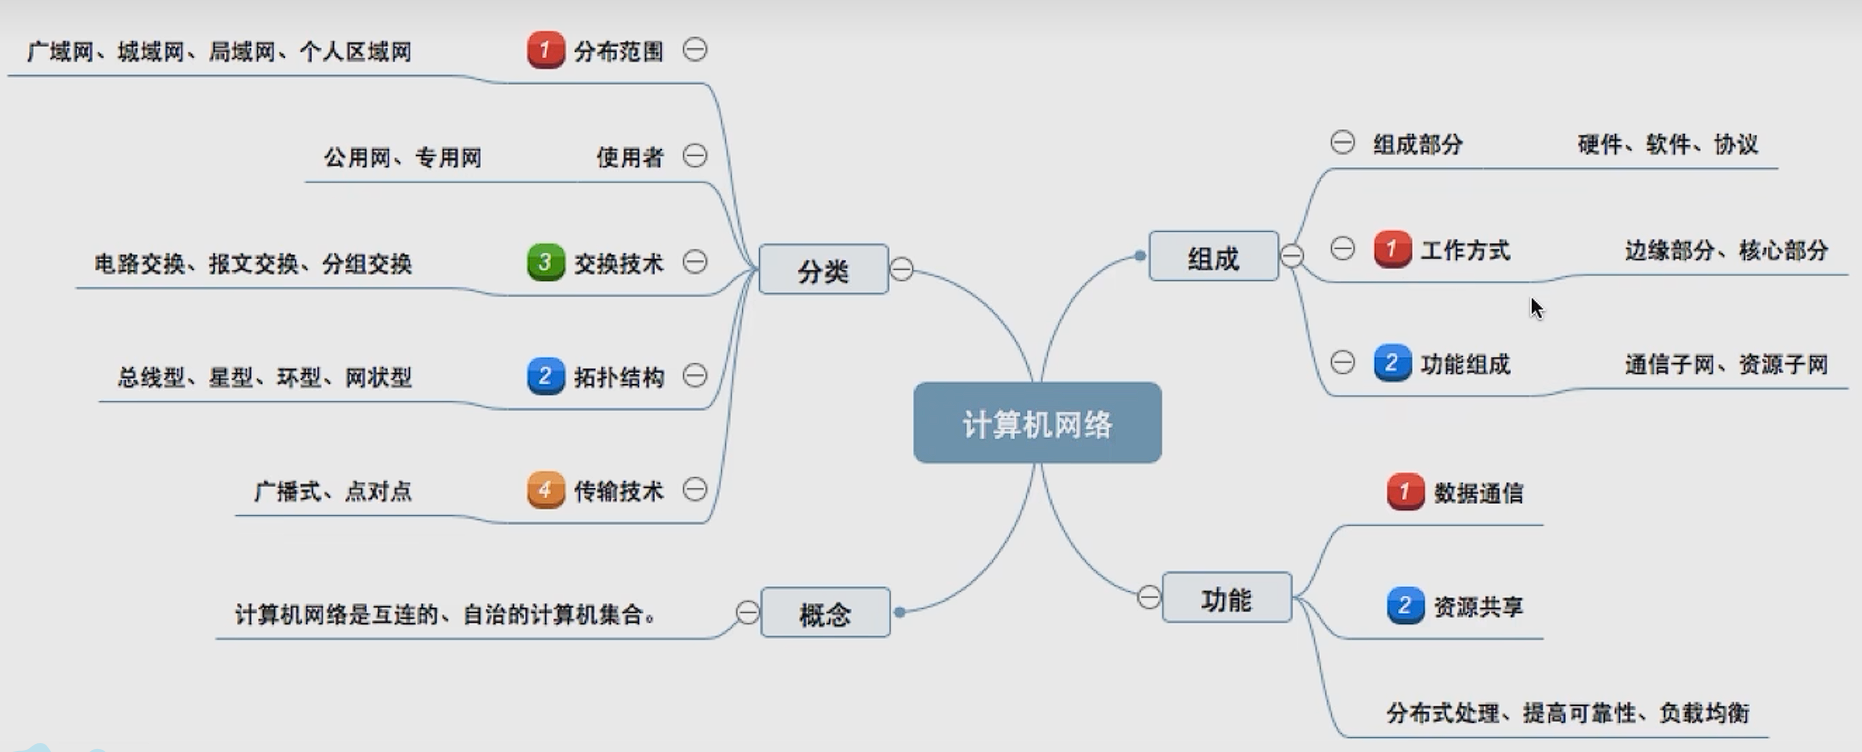 广域网、城域网、局域网、个人区域网
1 分布范围
公用网、专用网
使用者
电路交换、报文交换、分组交换
3 交换技术
总线型、星型、环型、网状型
2 拓扑结构
广播式、点对点
4 传输技术
分类
计算机网络是互连的、自治的计算机集合。
概念
计算机网络
组成
组成部分
硬件、软件、协议
1 工作方式
边缘部分、核心部分
2 功能组成
通信子网、资源子网
功能
1 数据通信
2 资源共享
分布式处理、提高可靠性、负载均衡